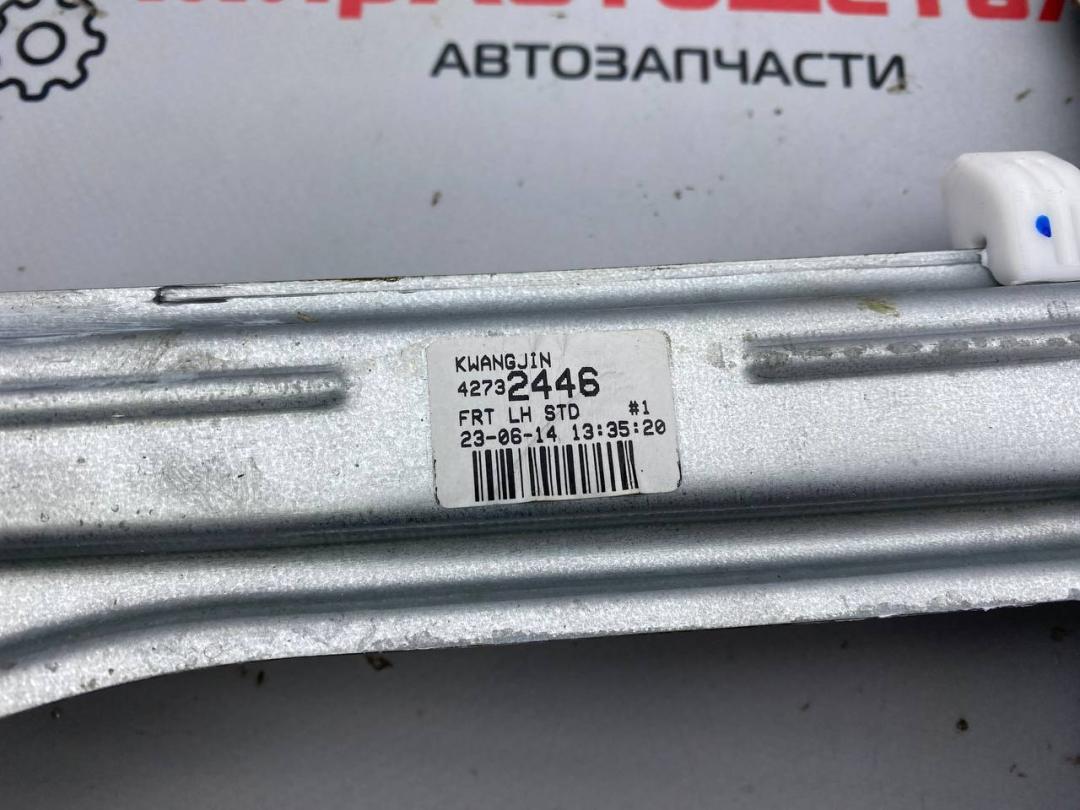 АВТОЗАПЧАСТИ
KWANGJIN
42732446
FRT LH STD #1
23-06-14 13:35:20